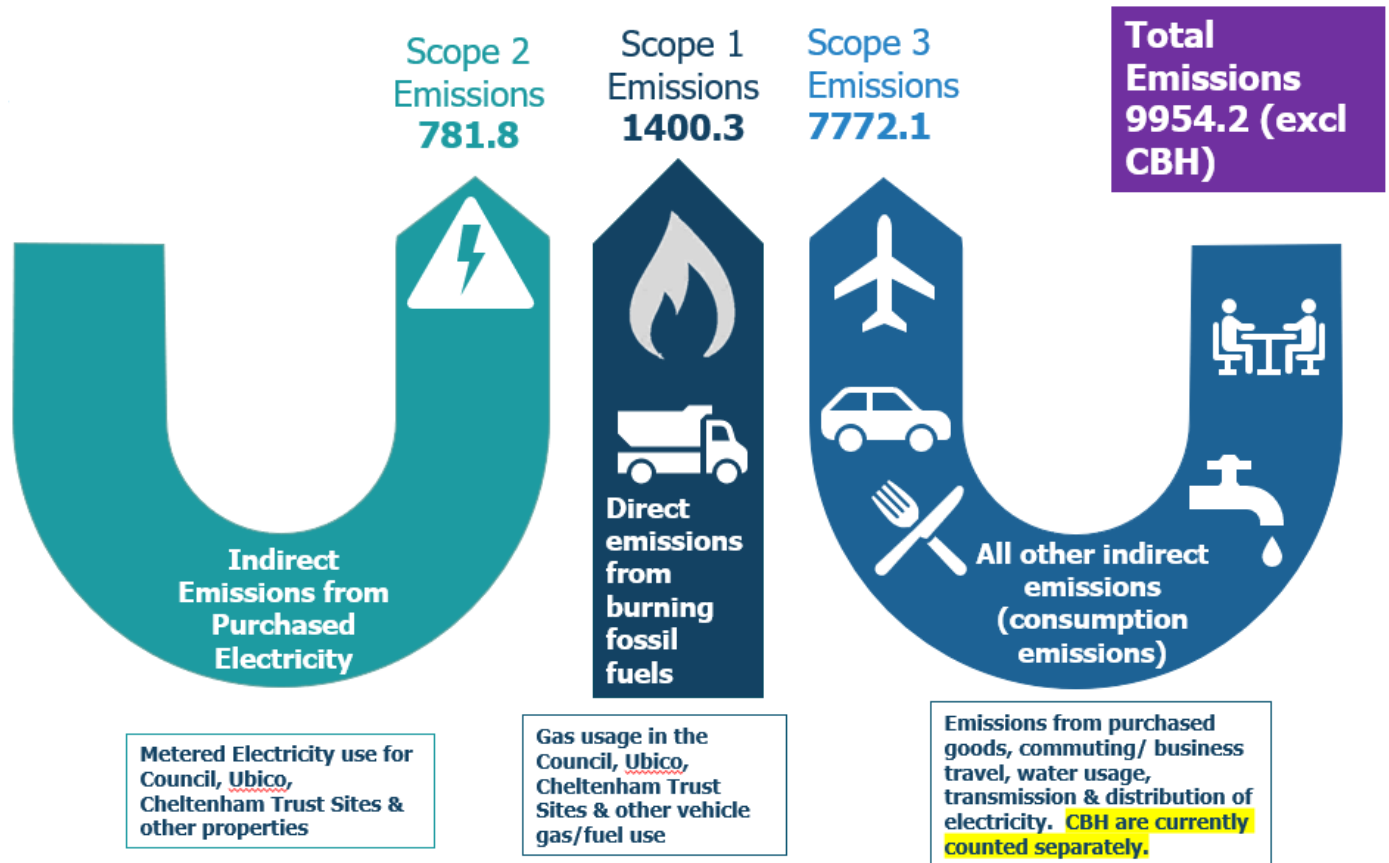 Scope 2
Emissions
781.8
Scope 1
Emissions
1400.3
Scope 3
Emissions
7772.1
Total
Emissions
9954.2 (excl
CBH)
Indirect
Emissions from
Purchased
Electricity
Direct
emissions
from
burning
fossil
fuels
All other indirect
emissions
(consumption
emissions)
Metered Electricity use for
Council, Ubico,
Cheltenham Trust Sites &
other properties
Gas usage in the
Council, Ubico,
Cheltenham Trust
Sites & other vehicle
gas/fuel use
Emissions from purchased
goods, commuting/ business
travel, water usage,
transmission & distribution of
electricity. CBH are currently
counted separately.